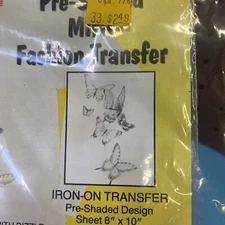 Pre-S
33 $2.49
Fashion Transfer
IRON-ON TRANSFER
Pre-Shaded Design
Sheet 8" x 10"